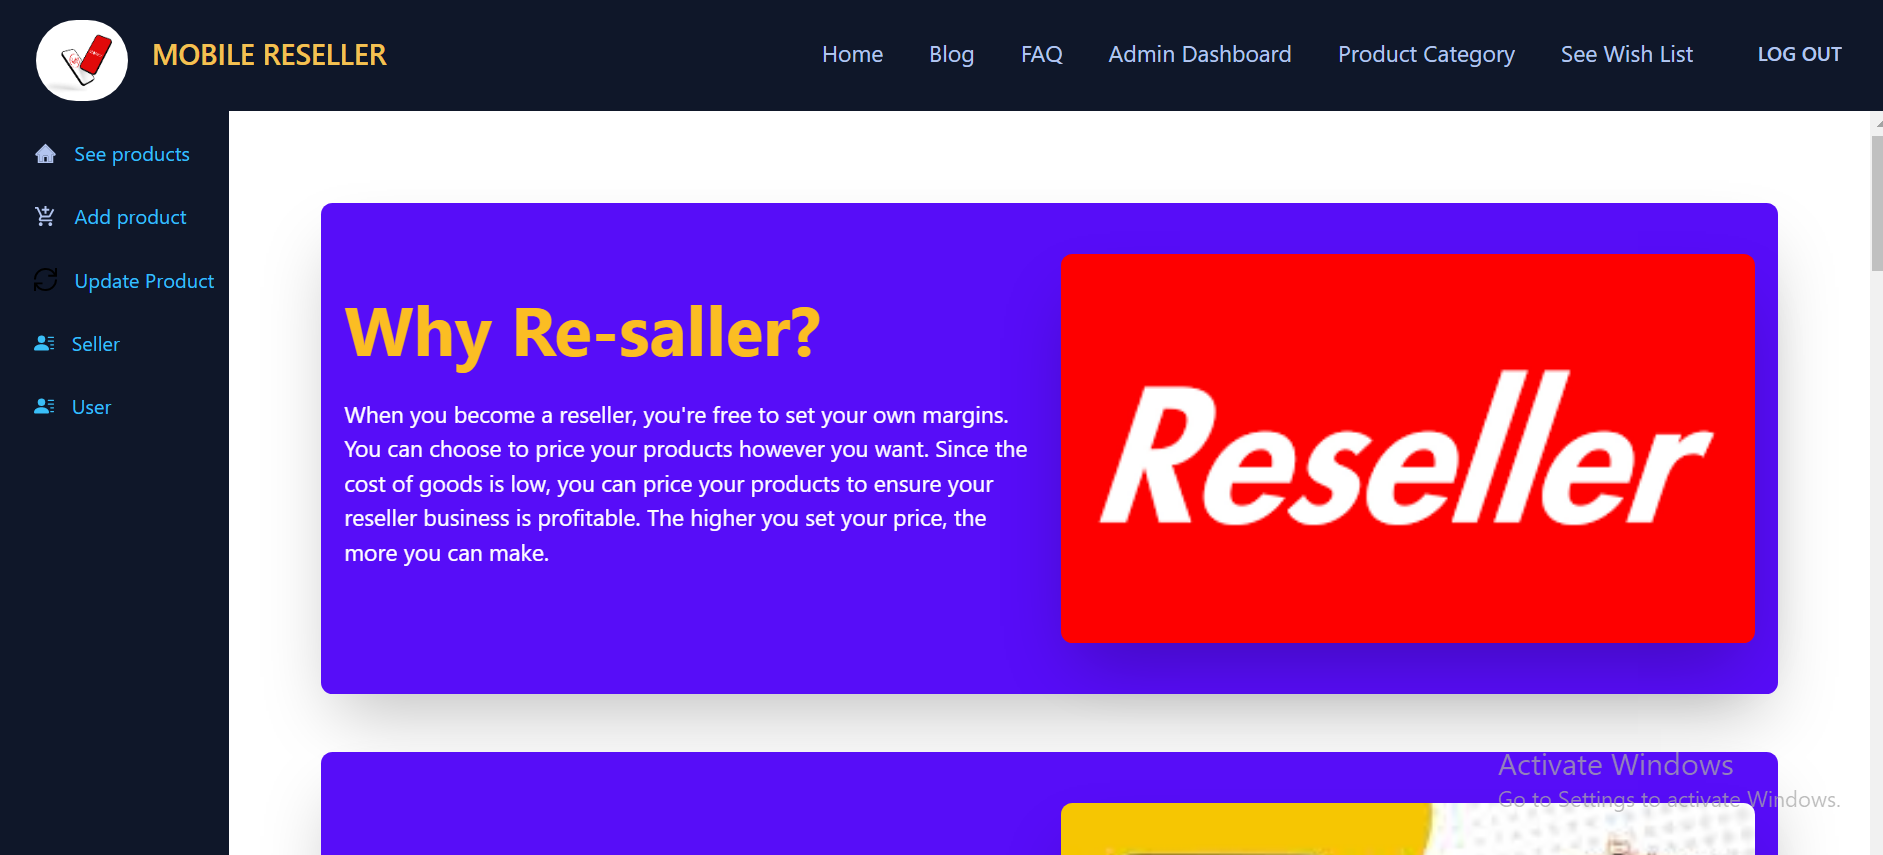 MOBILE RESELLER
Home Blog FAQ Admin Dashboard Product Category See Wish List LOG OUT
See products
Add product
Update Product
Seller
User
Why Re-saller?
When you become a reseller, you're free to set your own margins.
You can choose to price your products however you want. Since the
cost of goods is low, you can price your products to ensure your
reseller business is profitable. The higher you set your price, the
more you can make.
Reseller
Activate Windows
Go to Settings to activate Windows.